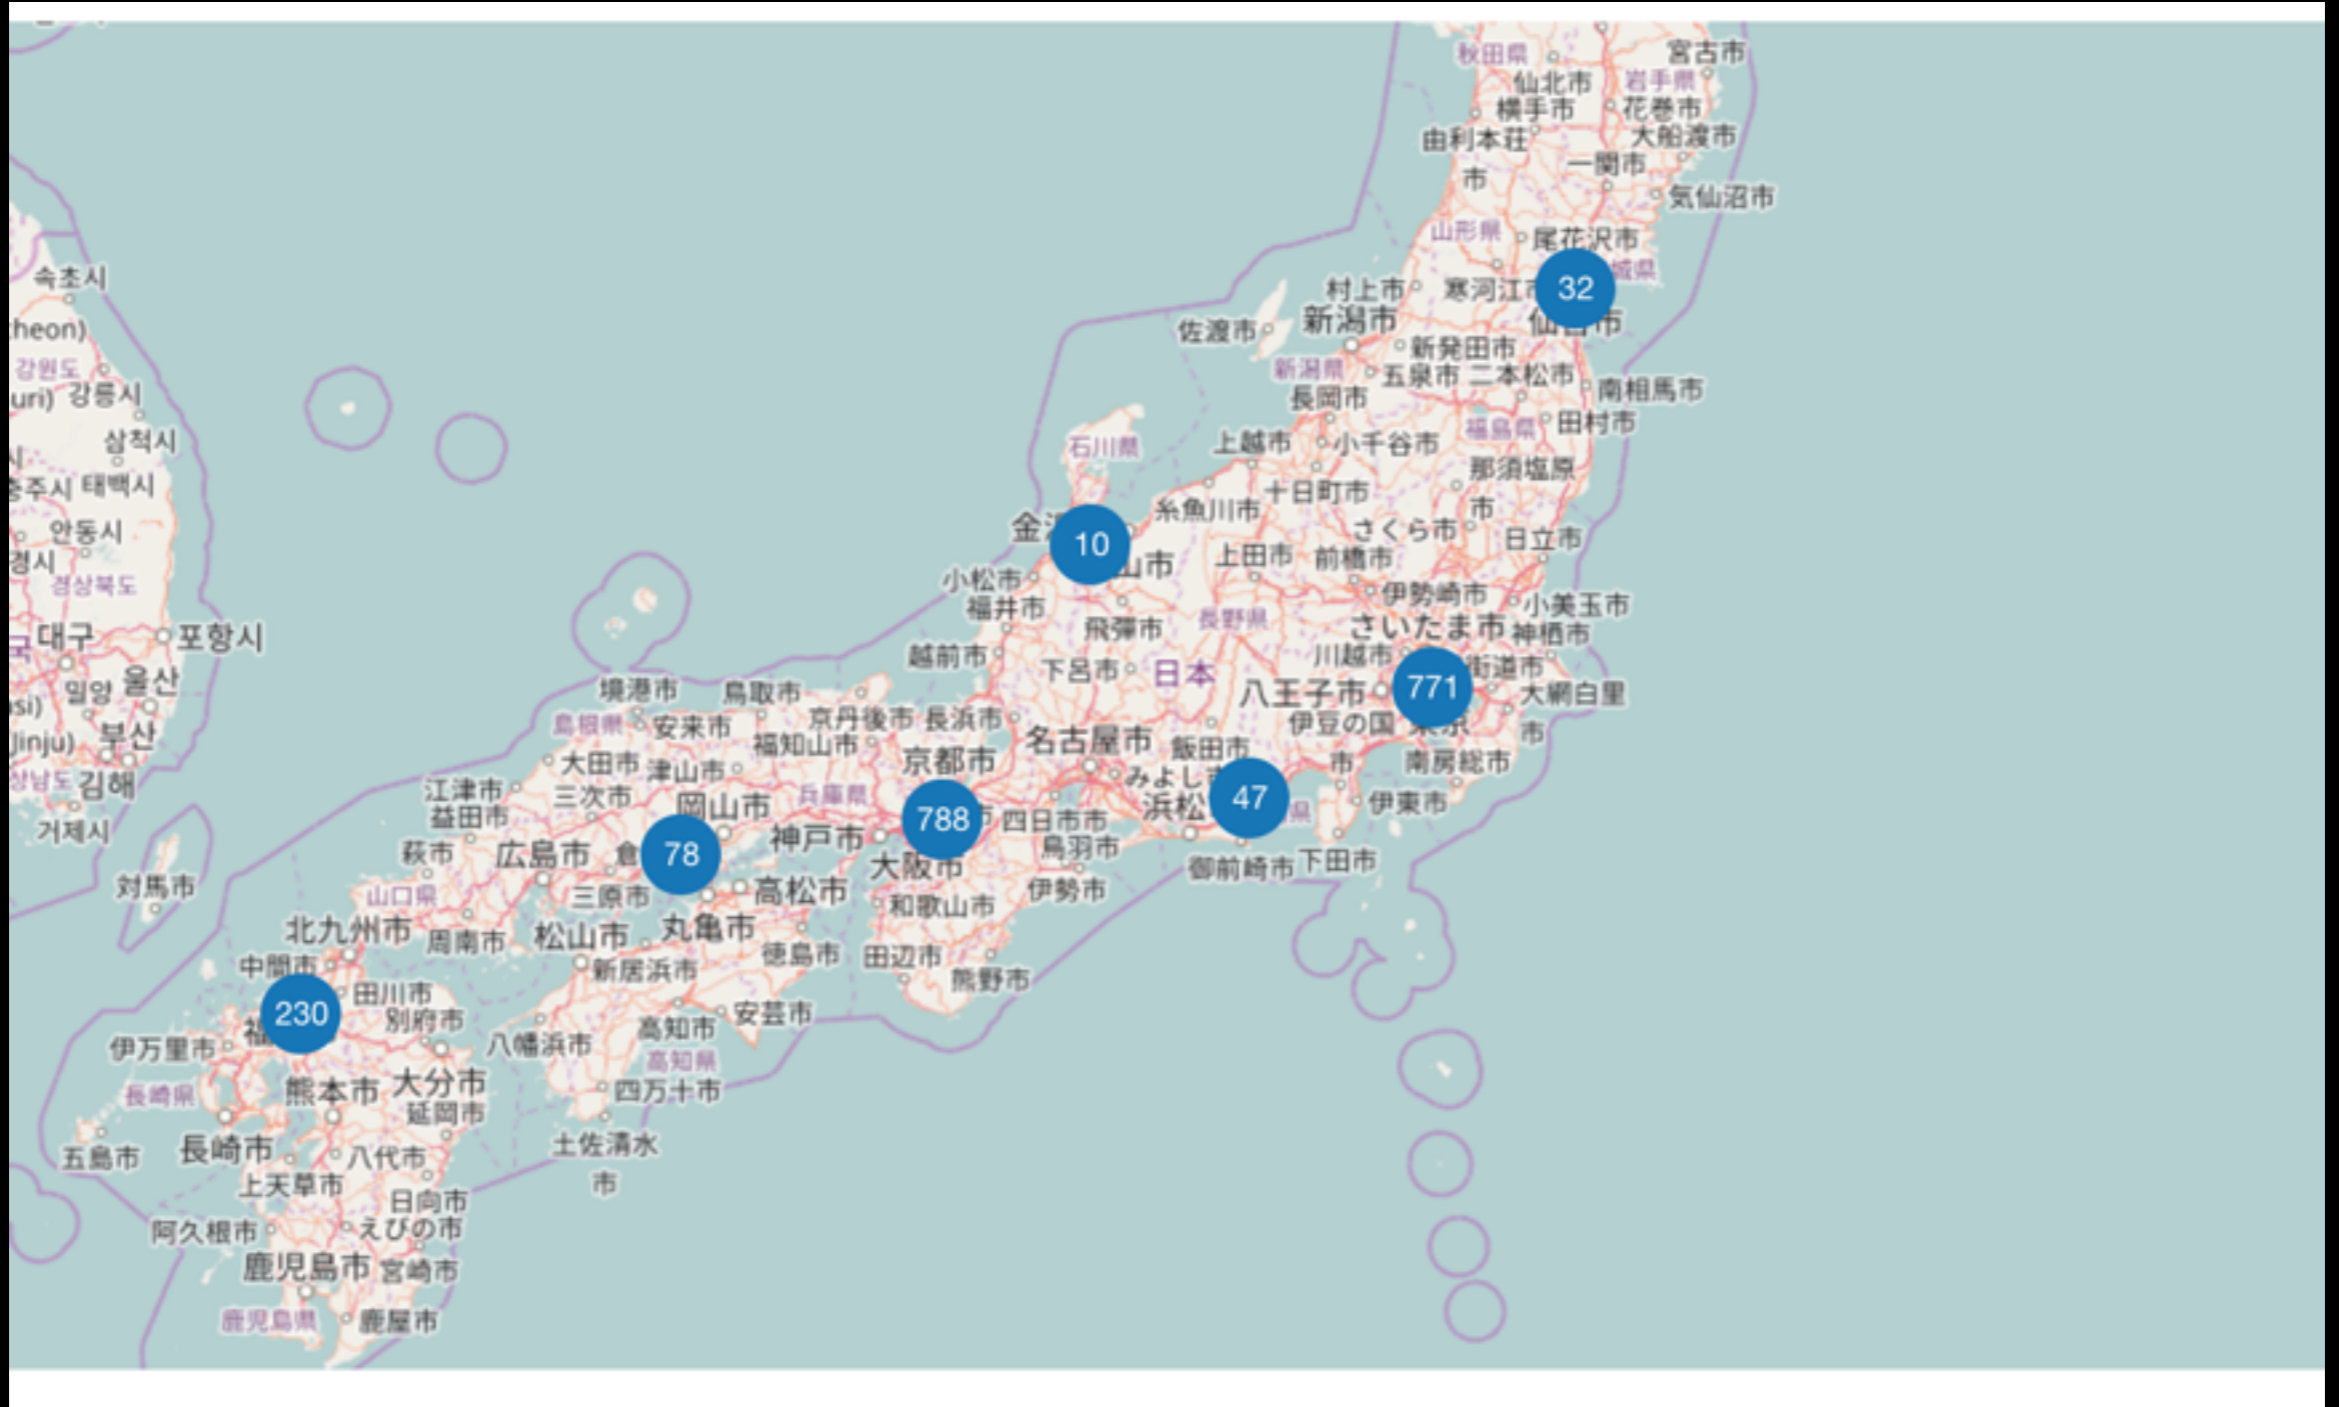 秋田県
宮古市
仙北市
岩手県
横手市
花巻市
由利本荘
市
大船渡市
一関市
気仙沼市
山形県
尾花沢市
城県
32
村上市
寒河江
新潟市
佐渡市
新発田市
新潟県
五泉市
二本松市
南相馬市
長岡市
田村市
福島県
上越市
小千谷市
那須塩原
市
石川県
十日町市
糸魚川市
さくら市
日立市
10
山市
上田市
前橋市
小松市
福井市
伊勢崎市
小美玉市
飛彈市
長野県
さいたま市
神栖市
越前市
下呂市
日本
川越市
街道市
八王子市
771
大網白里
市
伊豆の国
市
東京
境港市
鳥取市
島根県
安来市
京丹後市
長浜市
福知山市
名古屋市
飯田市
京都市
みよし
南房総市
大田市
津山市
江津市
三次市
岡山市
兵庫県
788
浜松
47
県
伊東市
益田市
四日市市
神戸市
78
萩市
広島市
大阪市
鳥羽市
御前崎市
下田市
三原市
高松市
伊勢市
山口県
和歌山市
対馬市
北九州市
周南市
松山市
丸亀市
徳島市
田辺市
中間市
新居浜市
熊野市
230
田川市
別府市
安芸市
高知市
伊万里市
八幡浜市
高知県
長崎県
熊本市
大分市
四万十市
延岡市
長崎市
五島市
八代市
土佐清水
市
上天草市
日向市
阿久根市
えびの市
鹿児島市
宮崎市
鹿児島県
鹿屋市
속초시
cheon)
강원도
uri)
강릉시
삼척시
충주시
태백시
안동시
경시
경상북도
국
대구
포항시
밀양
울산
si)
부산
Jinju)
상남도
김해
거제시